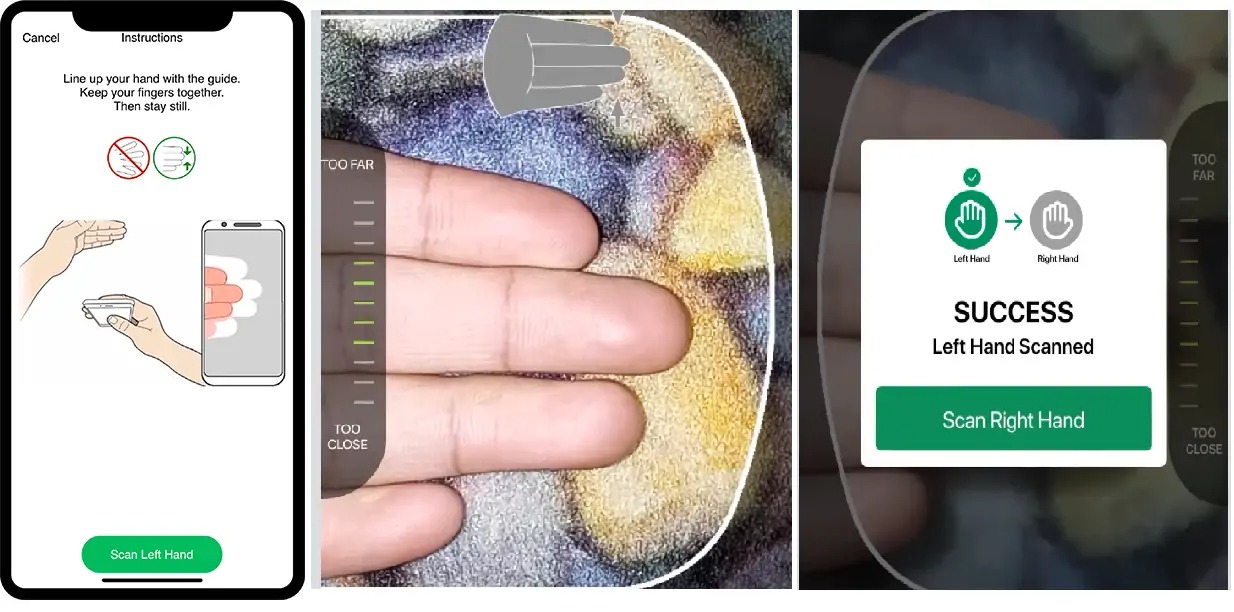 Cancel
Instructions
Line up your hand with the guide.
Keep your fingers together.
Then stay still.
Scan Left Hand
TOO FAR
TOO
CLOSE
TOO
FAR
Left Hand
Right Hand
SUCCESS
Left Hand Scanned
Scan Right Hand
TOO
CLOSE